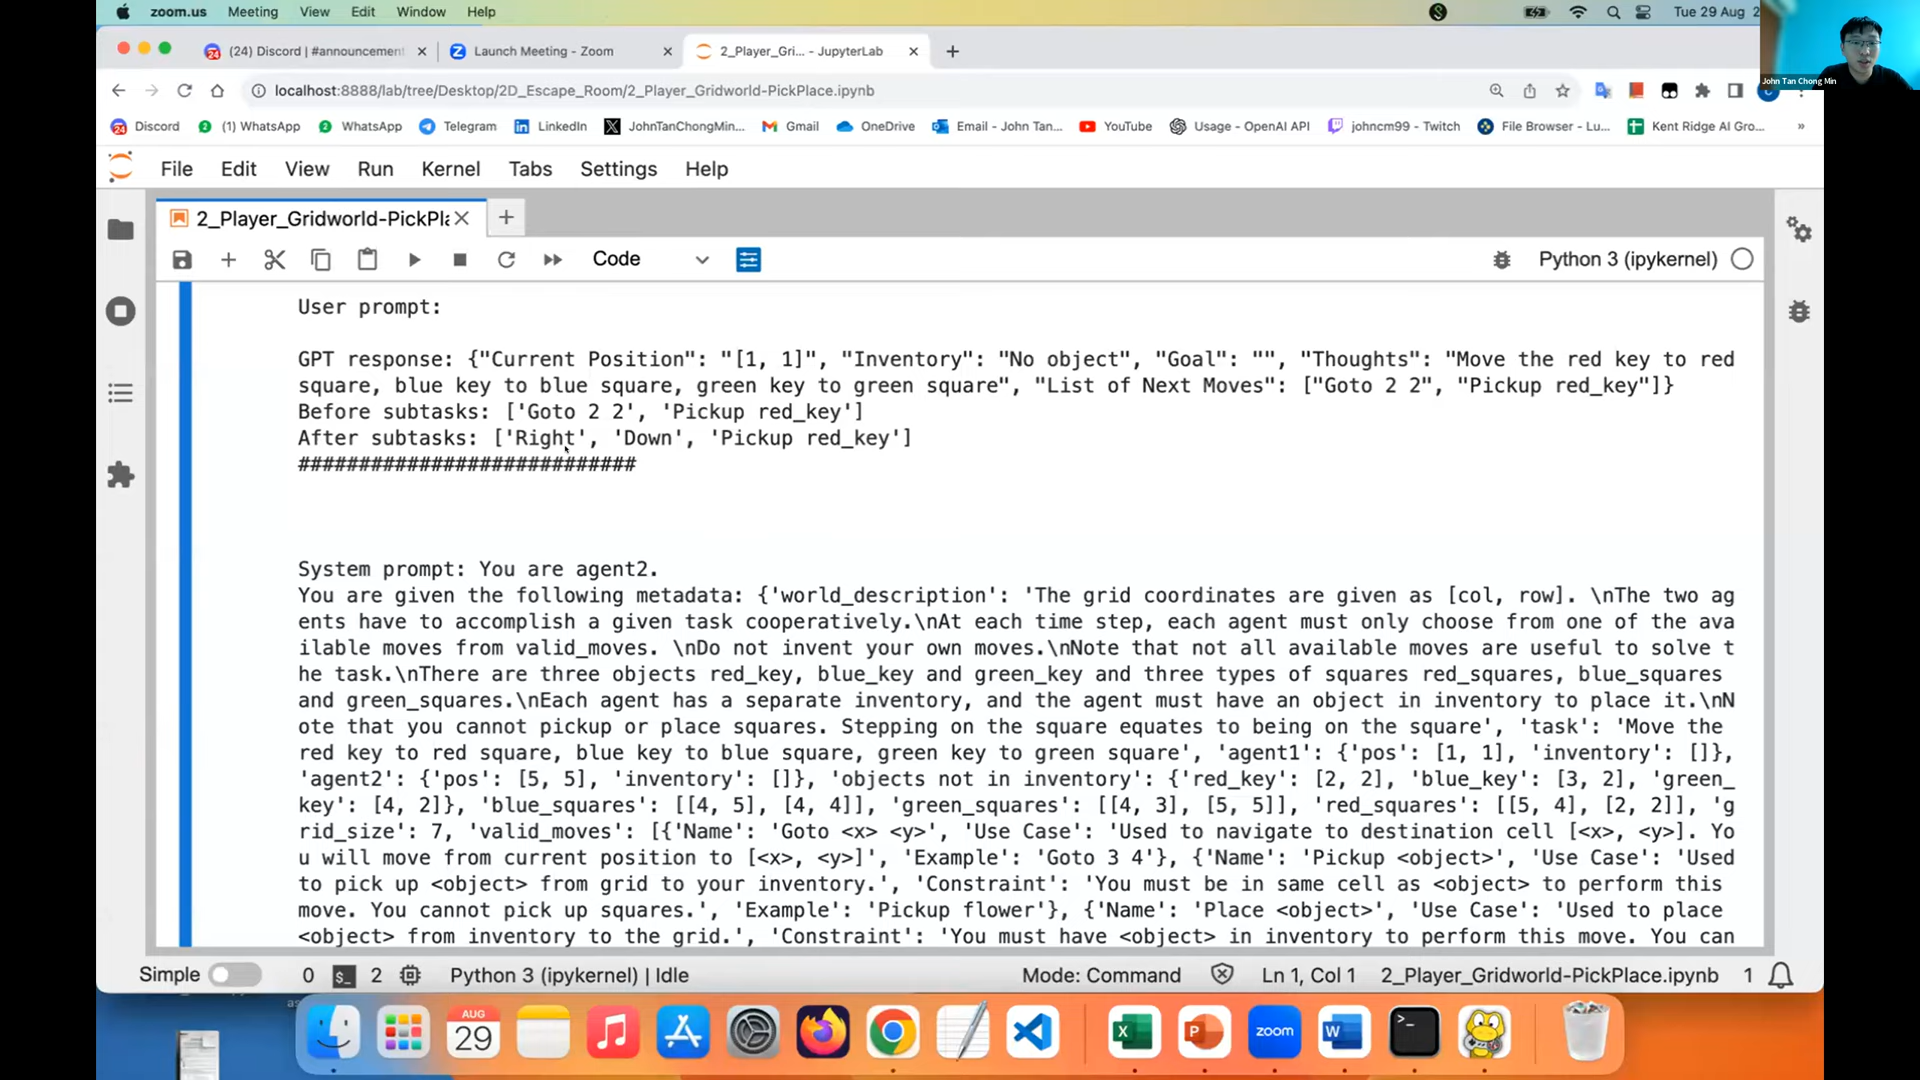 zoom.us Meeting View Edit Window Help
Tue 29 Aug 2
(24) Discord | #announcement
Launch Meeting - Zoom
2_Player_Gri... - JupyterLab
John Tan Chong Min
localhost:8888/lab/tree/Desktop/2D_Escape_Room/2_Player_Gridworld-PickPlace.ipynb
Discord (1) WhatsApp WhatsApp Telegram LinkedIn JohnTanChongMin... Gmail OneDrive Email - John Tan... YouTube Usage - OpenAI API johncm99 - Twitch File Browser - Lu... Kent Ridge AI Gro... »
File Edit View Run Kernel Tabs Settings Help
2_Player_Gridworld-PickPla
Code
Python 3 (ipykernel)
User prompt:
GPT response: {"Current Position": "[1, 1]", "Inventory": "No object", "Goal": "", "Thoughts": "Move the red key to red
square, blue key to blue square, green key to green square", "List of Next Moves": ["Goto 2 2", "Pickup red_key"]}
Before subtasks: ['Goto 2 2', 'Pickup red_key']
After subtasks: ['Right', 'Down', 'Pickup red_key']
############################
System prompt: You are agent2.
You are given the following metadata: {'world_description': 'The grid coordinates are given as [col, row]. \nThe two ag
ents have to accomplish a given task cooperatively.\nAt each time step, each agent must only choose from one of the ava
ilable moves from valid_moves. \nDo not invent your own moves.\nNote that not all available moves are useful to solve t
he task.\nThere are three objects red_key, blue_key and green_key and three types of squares red_squares, blue_squares
and green_squares.\nEach agent has a separate inventory, and the agent must have an object in inventory to place it.\nN
ote that you cannot pickup or place squares. Stepping on the square equates to being on the square', 'task': 'Move the
red key to red square, blue key to blue square, green key to green square', 'agent1': {'pos': [1, 1], 'inventory': []},
'agent2': {'pos': [5, 5], 'inventory': []}, 'objects not in inventory': {'red_key': [2, 2], 'blue_key': [3, 2], 'green_
key': [4, 2]}, 'blue_squares': [[4, 5], [4, 4]], 'green_squares': [[4, 3], [5, 5]], 'red_squares': [[5, 4], [2, 2]], 'g
rid_size': 7, 'valid_moves': [{'Name': 'Goto <x> <y>', 'Use Case': 'Used to navigate to destination cell [<x>, <y>]. Yo
u will move from current position to [<x>, <y>]', 'Example': 'Goto 3 4'}, {'Name': 'Pickup <object>', 'Use Case': 'Used
to pick up <object> from grid to your inventory.', 'Constraint': 'You must be in same cell as <object> to perform this
move. You cannot pick up squares.', 'Example': 'Pickup flower'}, {'Name': 'Place <object>', 'Use Case': 'Used to place
<object> from inventory to the grid.', 'Constraint': 'You must have <object> in inventory to perform this move. You can
Simple 0 2 Python 3 (ipykernel) | Idle Mode: Command Ln 1, Col 1 2_Player_Gridworld-PickPlace.ipynb 1
AUG
29
zoom